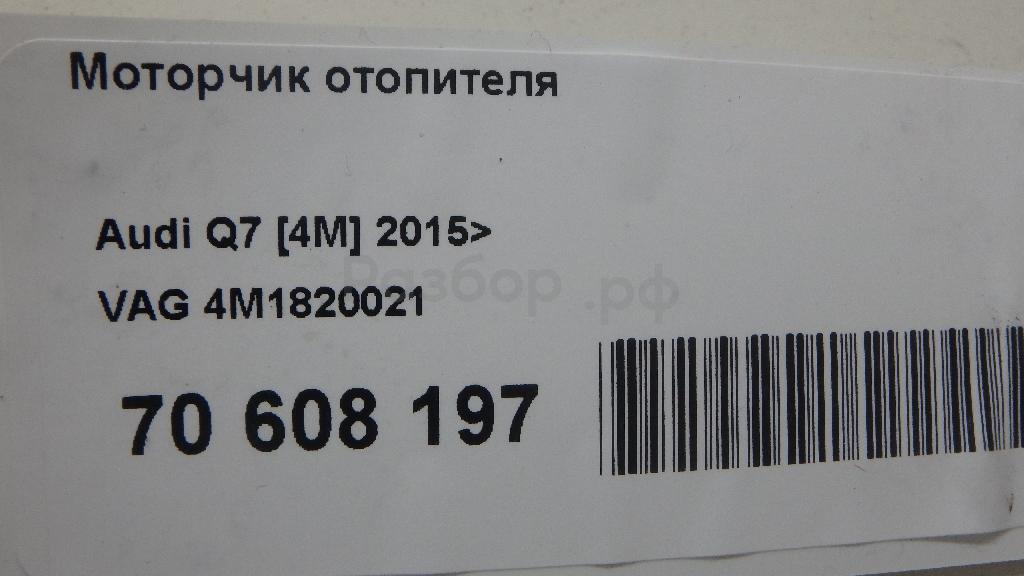 Моторчик отопителя
Audi Q7 [4M] 2015>
Разбор.рф
VAG 4M1820021
70 608 197